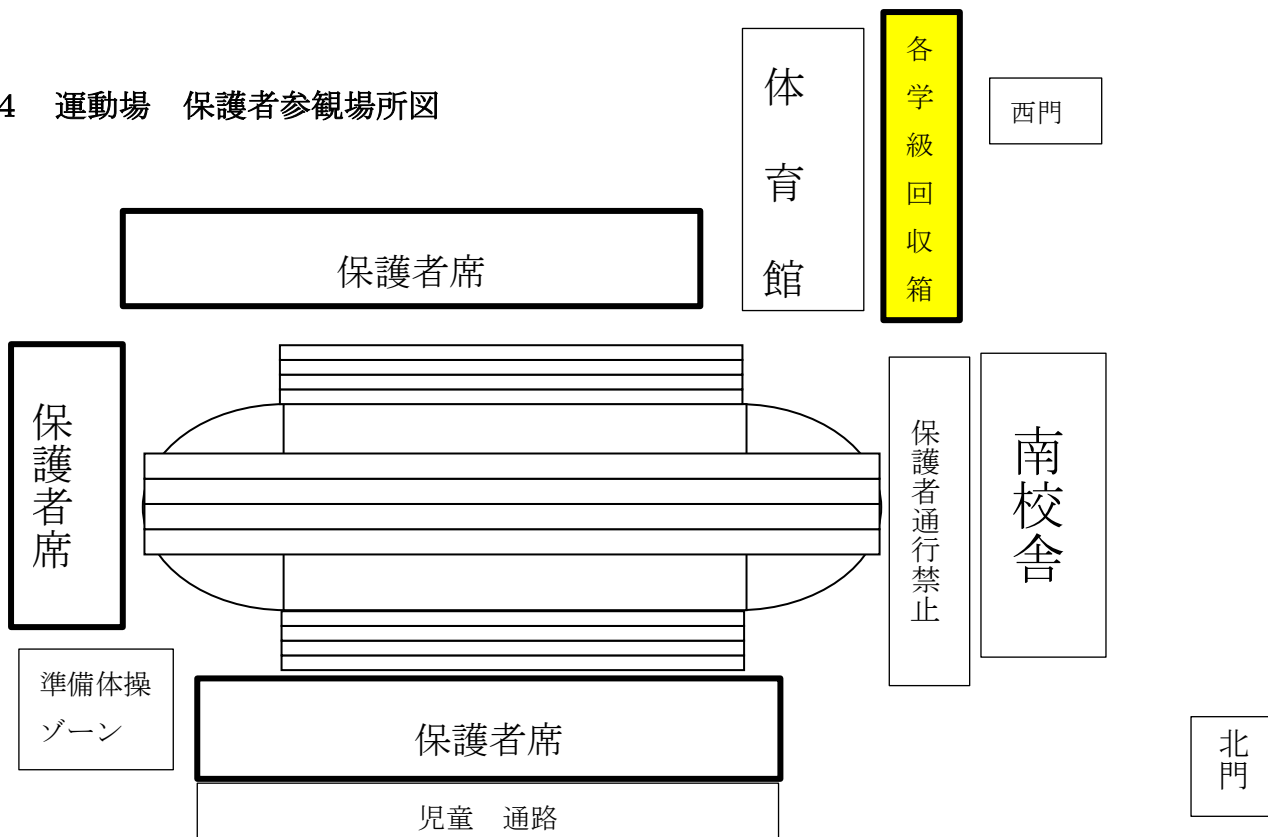 4　運動場　保護者参観場所図
体育館
各学級回収箱
西門
保護者席
保護者席
保護者通行禁止
南校舎
準備体操
ゾーン
保護者席
北門
児童　通路